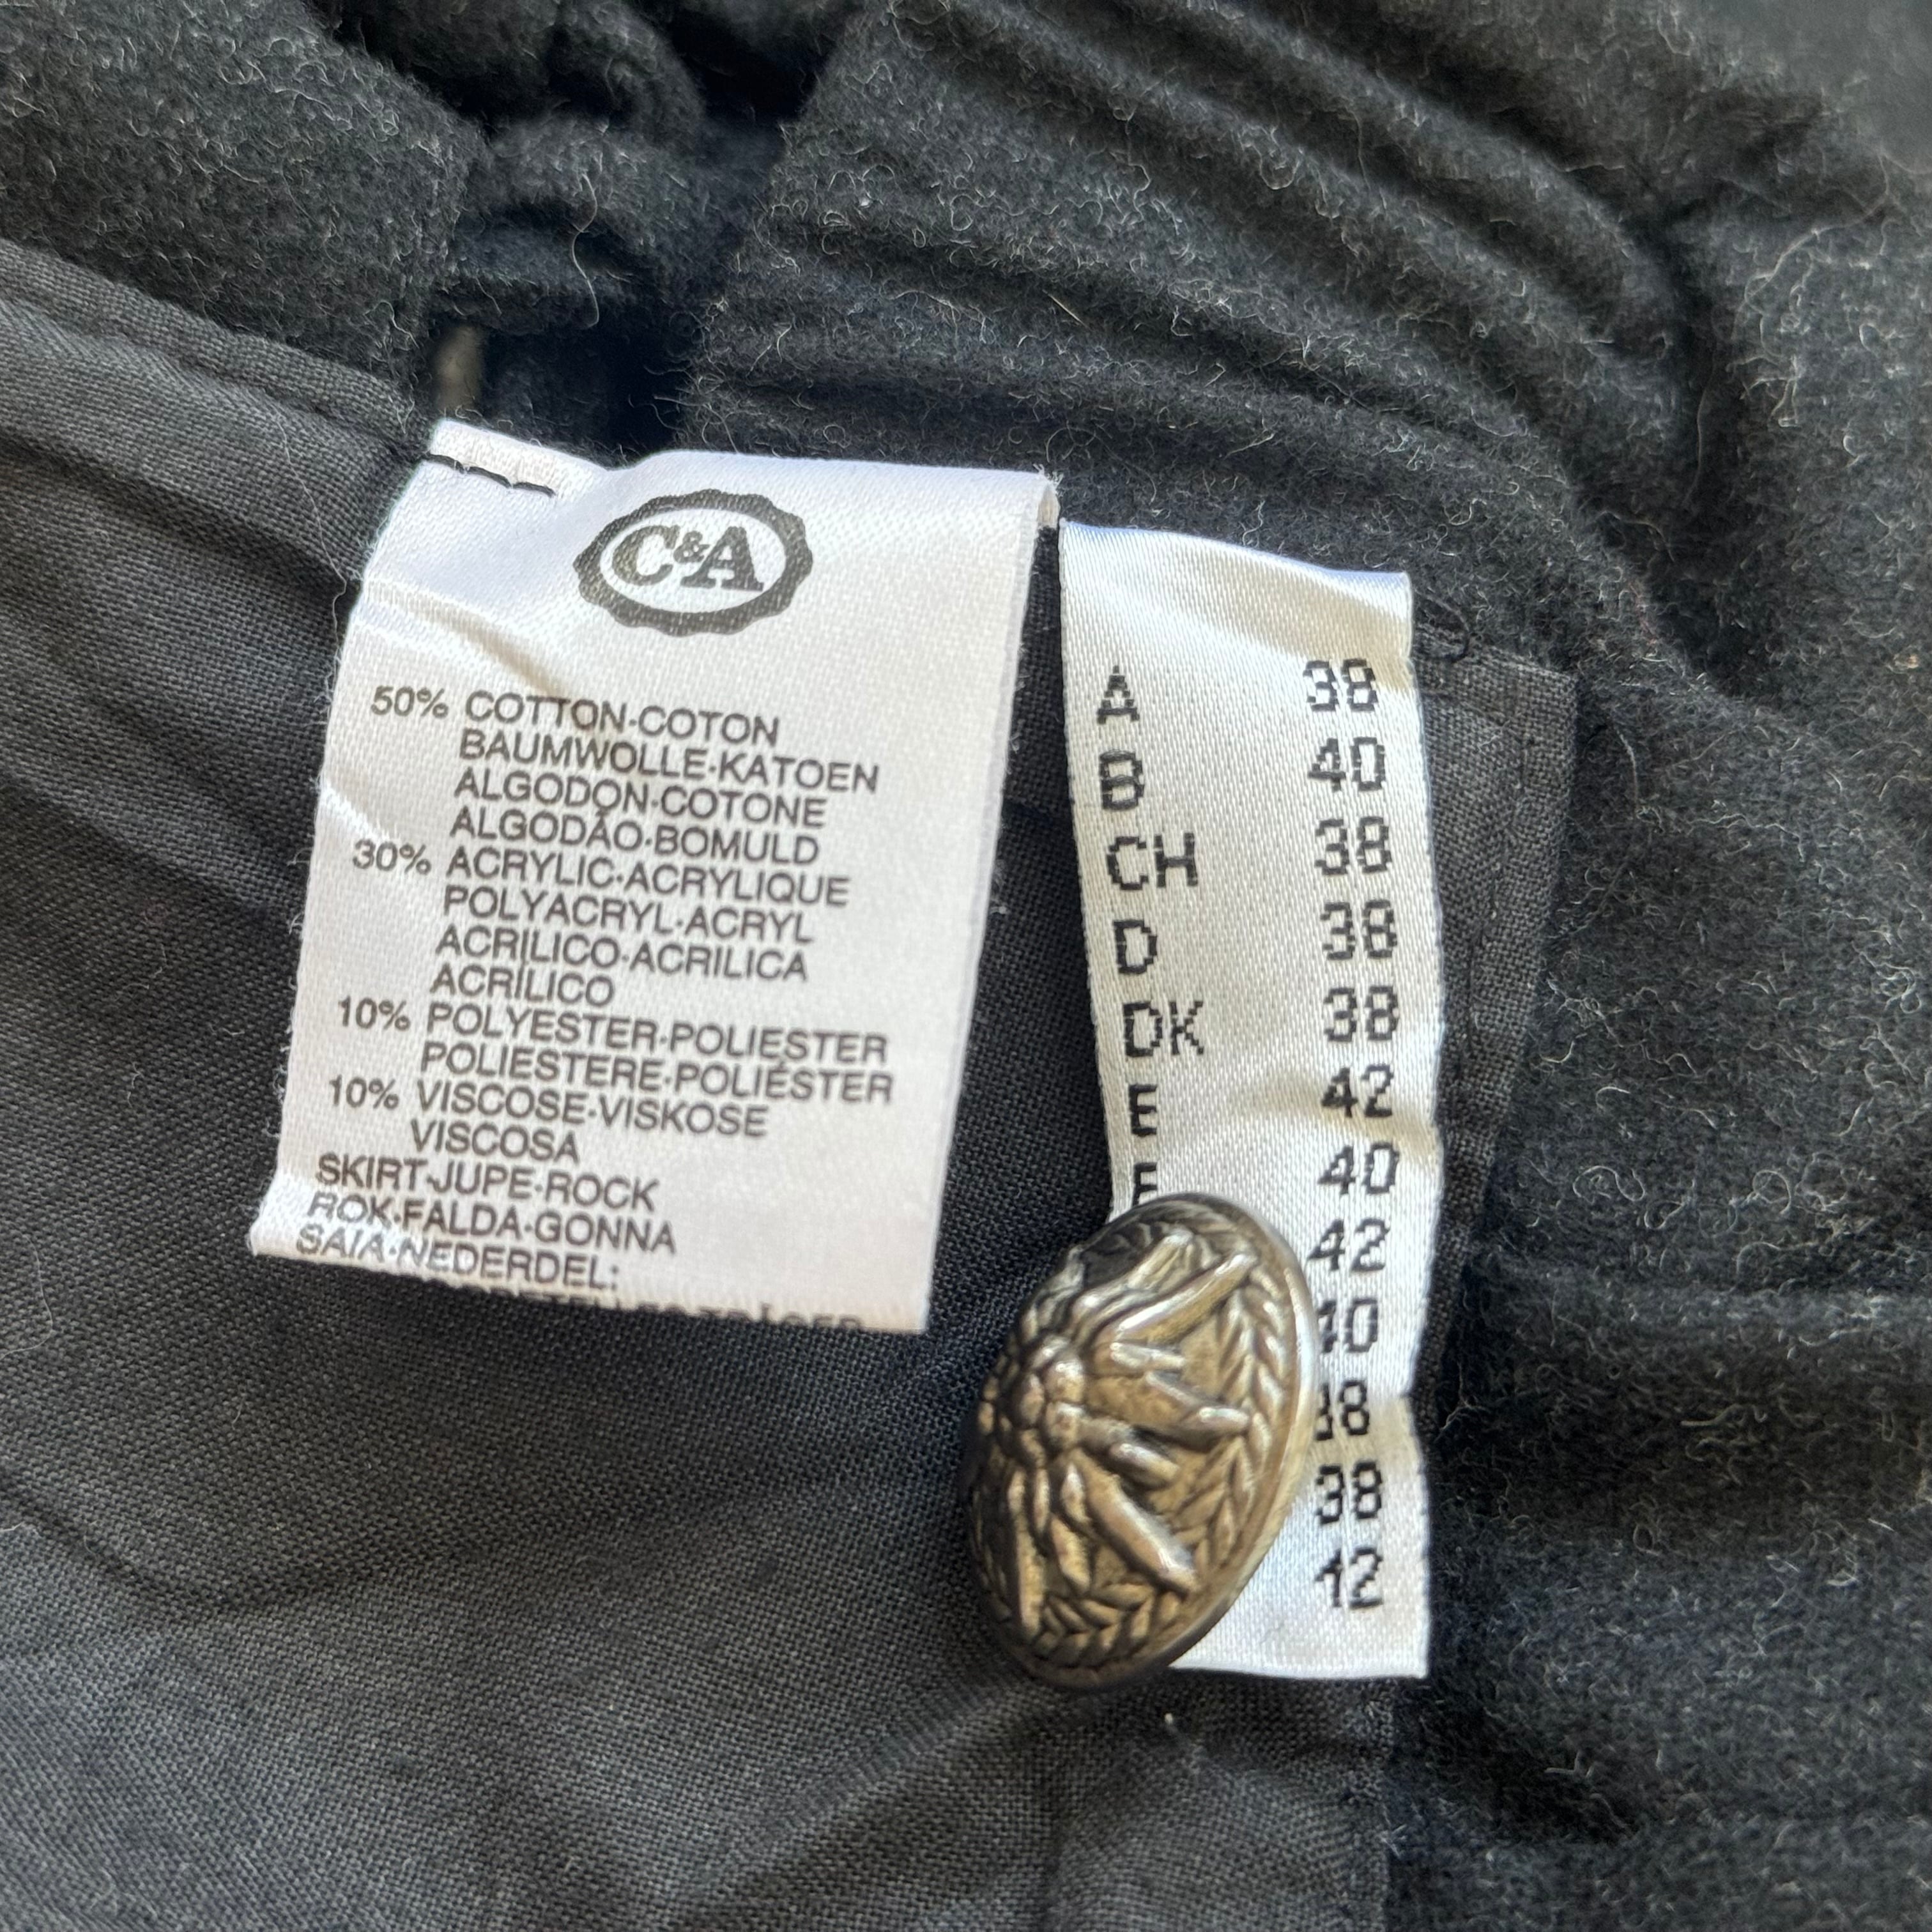 C&A
50% COTTON·COTON
BAUMWOLLE·KATOEN
ALGODON·COTONE
ALGODÃO·BOMULD
30% ACRYLIC·ACRYLIQUE
POLYACRYL·ACRYL
ACRILICO·ACRILICA
ACRÍLICO
10% POLYESTER·POLIESTER
POLIESTERE·POLIÉSTER
10% VISCOSE·VISKOSE
VISCOSA
SKIRT·JUPE·ROCK
ROK·FALDA·GONNA
SAIA·NEDERDEL:
A 38
B 40
CH 38
D 38
DK 38
E 42
F 40
42
40
38
38
12